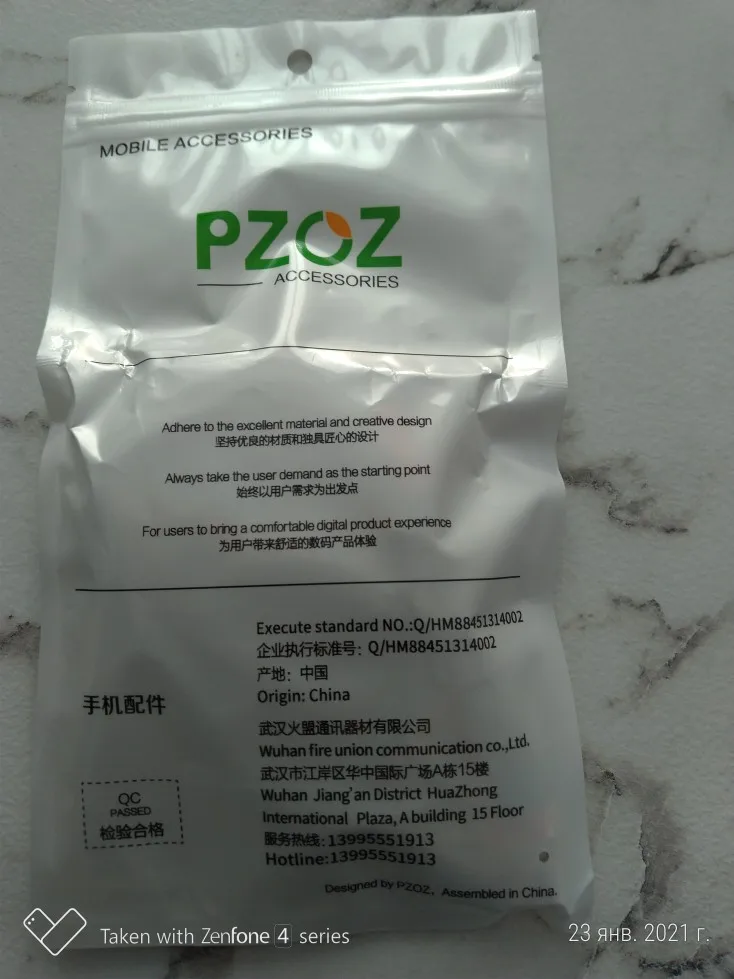 MOBILE ACCESSORIES
PZOZ
ACCESSORIES
Adhere to the excellent material and creative design
坚持优良的材质和独具匠心的设计
Always take the user demand as the starting point
始终以用户需求为出发点
For users to bring a comfortable digital product experience
为用户带来舒适的数码产品体验
Execute standard NO.:Q/HM88451314002
企业执行标准号：Q/HM88451314002
产地：中国
Origin: China
手机配件
武汉火盟通讯器材有限公司
Wuhan fire union communication co.,Ltd.
武汉市江岸区华中国际广场A栋15楼
Wuhan Jiang'an District HuaZhong
International Plaza, A building 15 Floor
QC
PASSED
检验合格
服务热线：13995551913
Hotline:13995551913
Designed by PZOZ, Assembled in China.
Taken with Zenfone 4 series
23 янв. 2021 г.